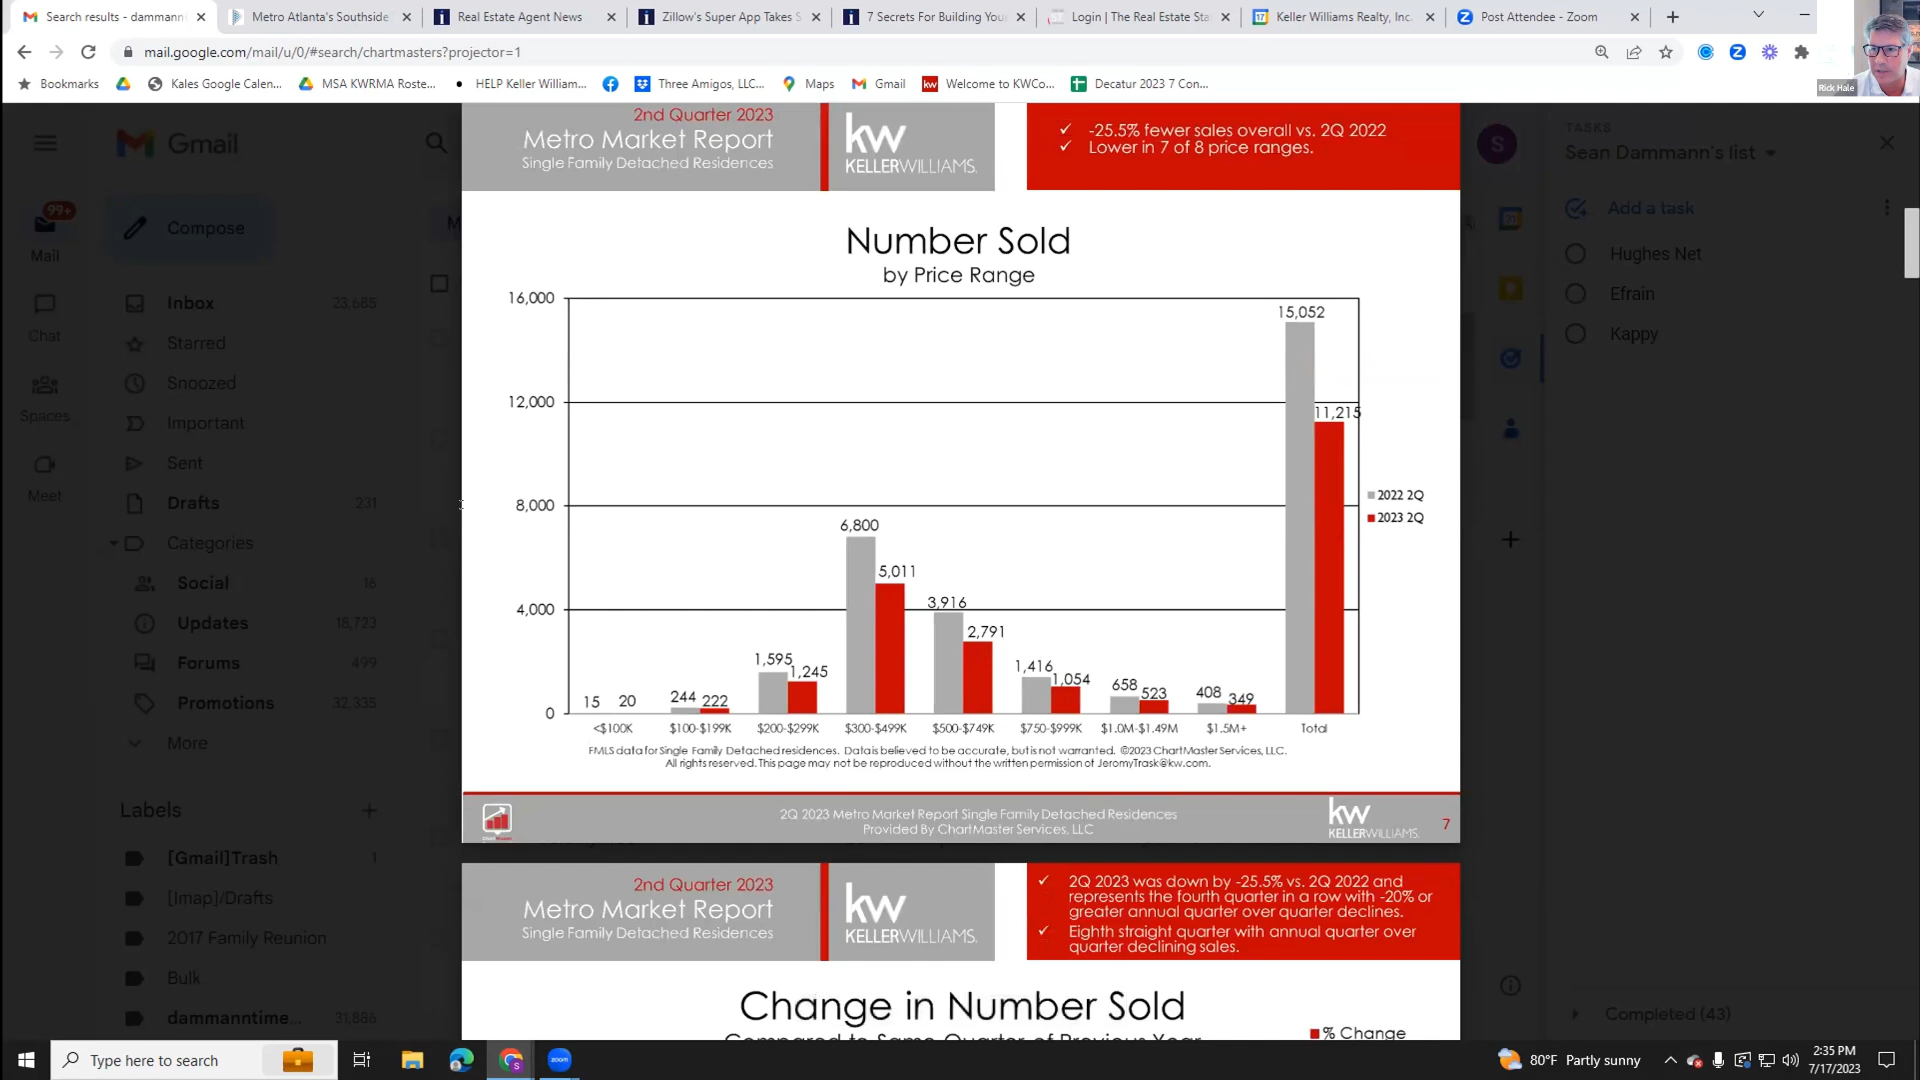 Search results - dammann
Metro Atlanta's Southside
Real Estate Agent News
Zillow's Super App Takes S
7 Secrets For Building You
Login | The Real Estate Sta
Keller Williams Realty, Inc.
Post Attendee - Zoom
mail.google.com/mail/u/0/#search/chartmasters?projector=1
Bookmarks
Kales Google Calen...
MSA KWRMA Roste...
HELP Keller William...
Three Amigos, LLC...
Maps
Gmail
Welcome to KWCo...
Decatur 2023 7 Con...
Rick Hale
Gmail
99+
Mail
Chat
Spaces
Meet
Compose
Inbox 23,685
Starred
Snoozed
Important
Sent
Drafts 231
Categories
Social 16
Updates 18,723
Forums 499
Promotions 32,335
More
Labels
[Gmail]Trash 1
[Imap]/Drafts
2017 Family Reunion
Bulk
dammanntime... 31,886
2nd Quarter 2023
Metro Market Report
Single Family Detached Residences
kw
KELLERWILLIAMS.
-25.5% fewer sales overall vs. 2Q 2022
Lower in 7 of 8 price ranges.
Number Sold
by Price Range
16,000
12,000
8,000
4,000
0
15 20
244 222
1,595 1,245
6,800 5,011
3,916 2,791
1,416 1,054
658 523
408 349
15,052 11,215
<$100K
$100-$199K
$200-$299K
$300-$499K
$500-$749K
$750-$999K
$1.0M-$1.49M
$1.5M+
Total
2022 2Q
2023 2Q
FMLS data for Single Family Detached residences. Data is believed to be accurate, but is not warranted. ©2023 ChartMaster Services, LLC.
All rights reserved. This page may not be reproduced without the written permission of JeromyTrask@kw.com.
2Q 2023 Metro Market Report Single Family Detached Residences
Provided By ChartMaster Services, LLC
kw
KELLERWILLIAMS.
7
2nd Quarter 2023
Metro Market Report
Single Family Detached Residences
kw
KELLERWILLIAMS.
2Q 2023 was down by -25.5% vs. 2Q 2022 and
represents the fourth quarter in a row with -20% or
greater annual quarter over quarter declines.
Eighth straight quarter with annual quarter over
quarter declining sales.
Change in Number Sold
Compared to Same Quarter of Previous Year
% Change
S
TASKS
Sean Dammann's list
Add a task
Hughes Net
Efrain
Kappy
Completed (43)
Type here to search
zoom
80°F Partly sunny
2:35 PM
7/17/2023